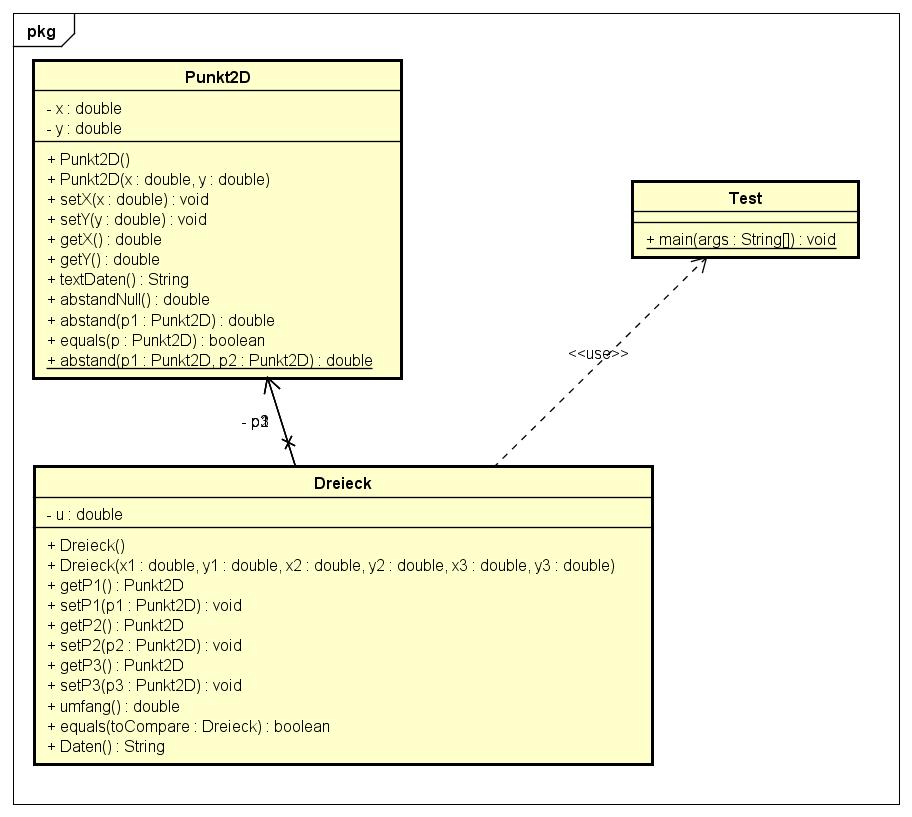 pkg
Punkt2D
- x : double
- y : double
+ Punkt2D()
+ Punkt2D(x : double, y : double)
+ setX(x : double) : void
+ setY(y : double) : void
+ getX() : double
+ getY() : double
+ textDaten() : String
+ abstandNull() : double
+ abstand(p1 : Punkt2D) : double
+ equals(p : Punkt2D) : boolean
+ abstand(p1 : Punkt2D, p2 : Punkt2D) : double
Test
+ main(args : String[]) : void
<<use>>
Dreieck
- u : double
+ Dreieck()
+ Dreieck(x1 : double, y1 : double, x2 : double, y2 : double, x3 : double, y3 : double)
+ getP1() : Punkt2D
+ setP1(p1 : Punkt2D) : void
+ getP2() : Punkt2D
+ setP2(p2 : Punkt2D) : void
+ getP3() : Punkt2D
+ setP3(p3 : Punkt2D) : void
+ umfang() : double
+ equals(toCompare : Dreieck) : boolean
+ Daten() : String